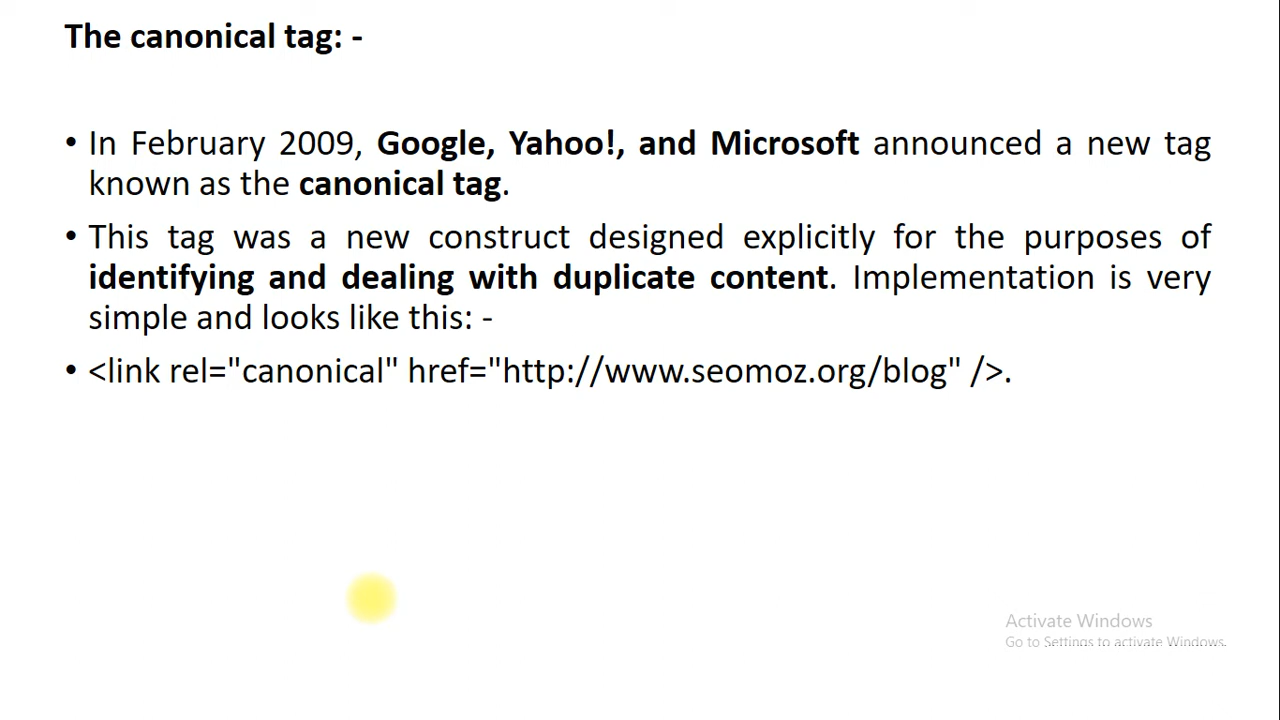 The canonical tag: -
• In February 2009, Google, Yahoo!, and Microsoft announced a new tag
known as the canonical tag.
• This tag was a new construct designed explicitly for the purposes of
identifying and dealing with duplicate content. Implementation is very
simple and looks like this: -
• <link rel="canonical" href="http://www.seomoz.org/blog" />.
Activate Windows
Go to Settings to activate Windows.